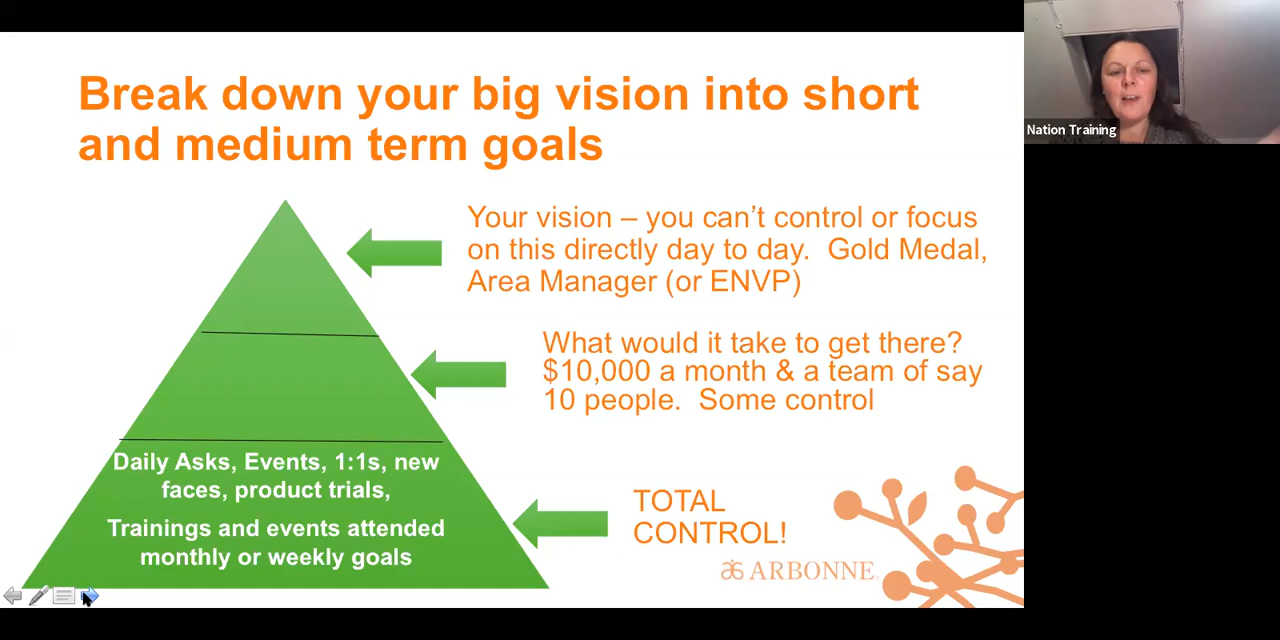 Break down your big vision into short
and medium term goals
Your vision – you can’t control or focus
on this directly day to day.  Gold Medal,
Area Manager (or ENVP)
What would it take to get there?
$10,000 a month & a team of say
10 people.  Some control
Daily Asks, Events, 1:1s, new
faces, product trials,
Trainings and events attended
monthly or weekly goals
TOTAL
CONTROL!
ARBONNE
Nation Training